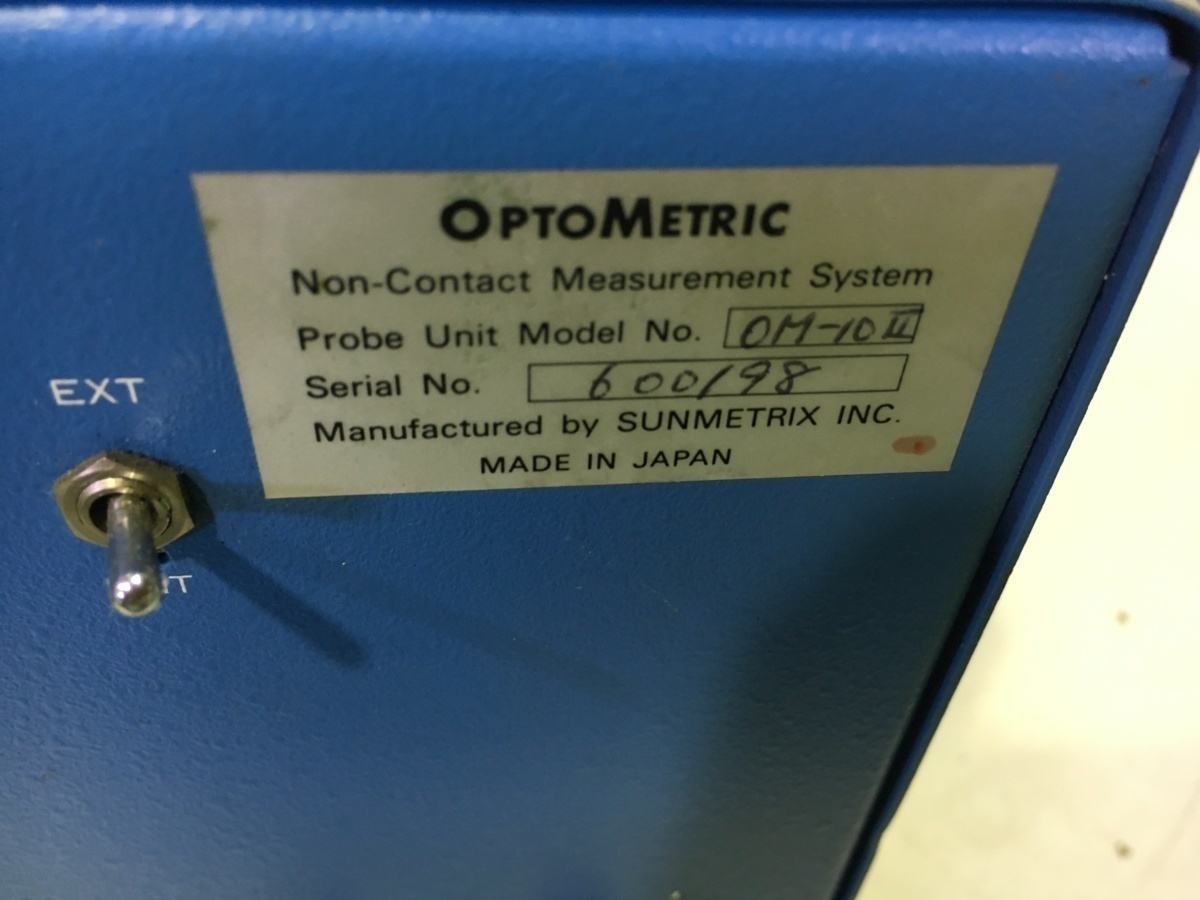 OPTOMETRIC
Non-Contact Measurement System
Probe Unit Model No. OM-10II
Serial No. 600198
Manufactured by SUNMETRIX INC.
MADE IN JAPAN
EXT